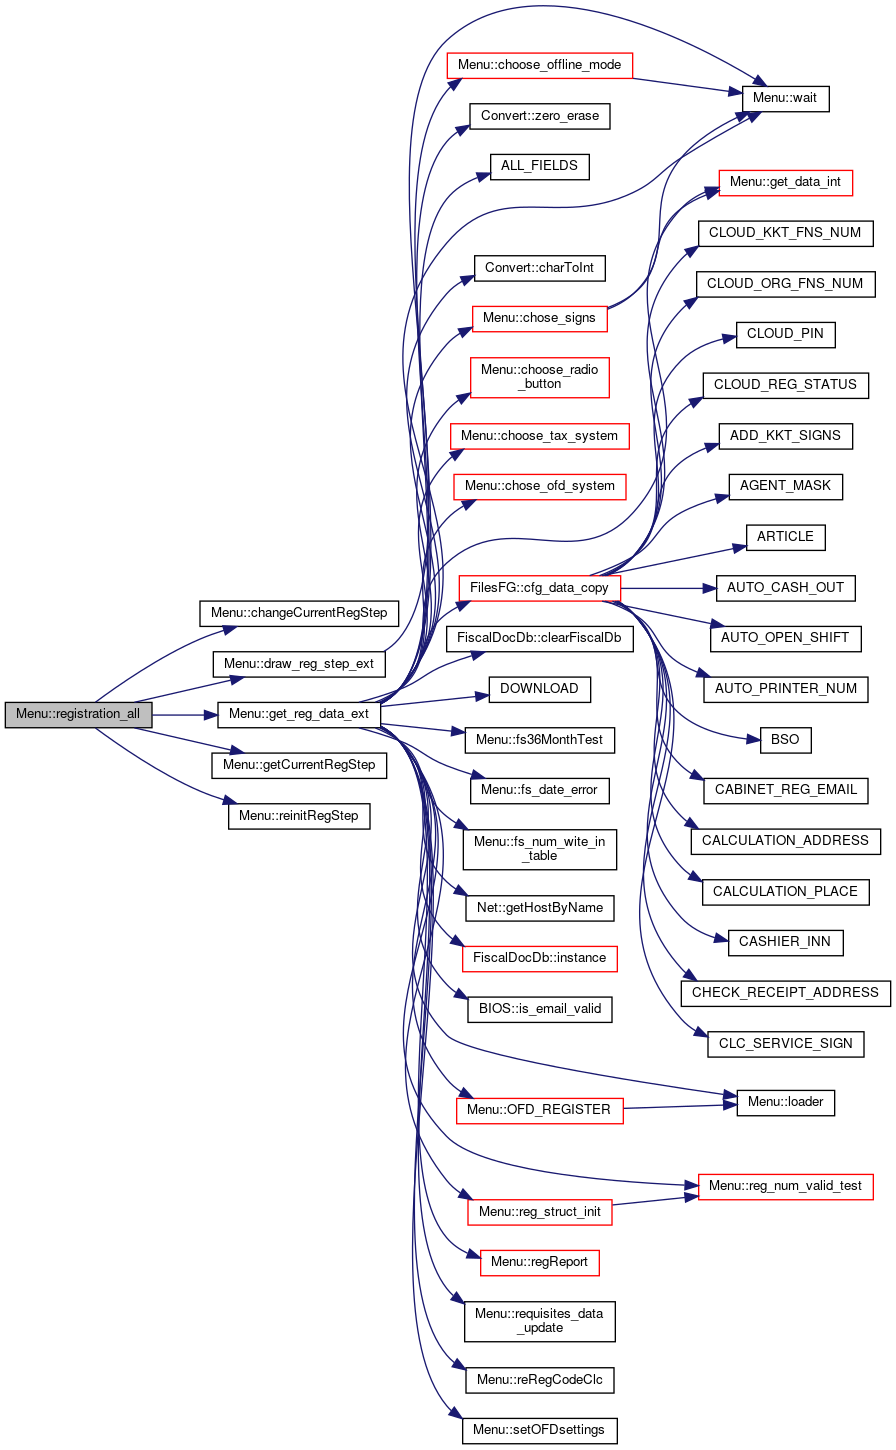 Menu::registration_all
Menu::changeCurrentRegStep
Menu::draw_reg_step_ext
Menu::get_reg_data_ext
Menu::getCurrentRegStep
Menu::reinitRegStep
Menu::choose_offline_mode
Convert::zero_erase
ALL_FIELDS
Convert::charToInt
Menu::chose_signs
Menu::choose_radio
_button
Menu::choose_tax_system
Menu::chose_ofd_system
FilesFG::cfg_data_copy
FiscalDocDb::clearFiscalDb
DOWNLOAD
Menu::fs36MonthTest
Menu::fs_date_error
Menu::fs_num_wite_in
_table
Net::getHostByName
FiscalDocDb::instance
BIOS::is_email_valid
Menu::OFD_REGISTER
Menu::reg_struct_init
Menu::regReport
Menu::requisites_data
_update
Menu::reRegCodeClc
Menu::setOFDsettings
Menu::wait
Menu::get_data_int
CLOUD_KKT_FNS_NUM
CLOUD_ORG_FNS_NUM
CLOUD_PIN
CLOUD_REG_STATUS
ADD_KKT_SIGNS
AGENT_MASK
ARTICLE
AUTO_CASH_OUT
AUTO_OPEN_SHIFT
AUTO_PRINTER_NUM
BSO
CABINET_REG_EMAIL
CALCULATION_ADDRESS
CALCULATION_PLACE
CASHIER_INN
CHECK_RECEIPT_ADDRESS
CLC_SERVICE_SIGN
Menu::loader
Menu::reg_num_valid_test